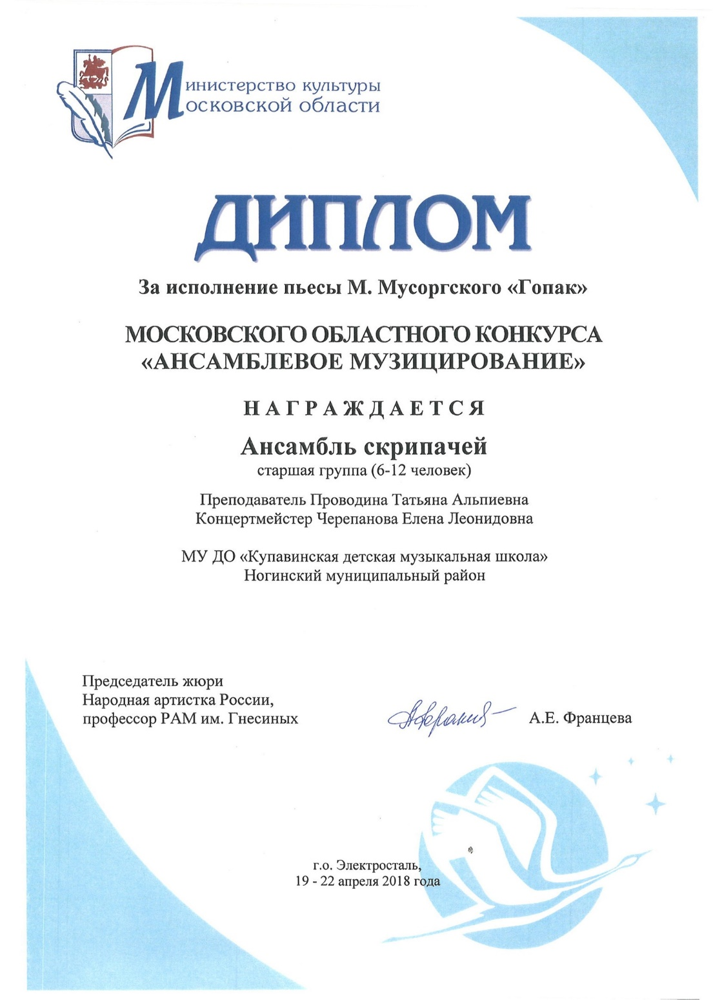 Министерство культуры
Московской области
ДИПЛОМ
За исполнение пьесы М. Мусоргского «Гопак»
МОСКОВСКОГО ОБЛАСТНОГО КОНКУРСА
«АНСАМБЛЕВОЕ МУЗИЦИРОВАНИЕ»
НАГРАЖДАЕТСЯ
Ансамбль скрипачей
старшая группа (6-12 человек)
Преподаватель Проводина Татьяна Альпиевна
Концертмейстер Черепанова Елена Леонидовна
МУ ДО «Купавинская детская музыкальная школа»
Ногинский муниципальный район
Председатель жюри
Народная артистка России,
профессор РАМ им. Гнесиных
А.Е. Францева
г.о. Электросталь,
19 - 22 апреля 2018 года